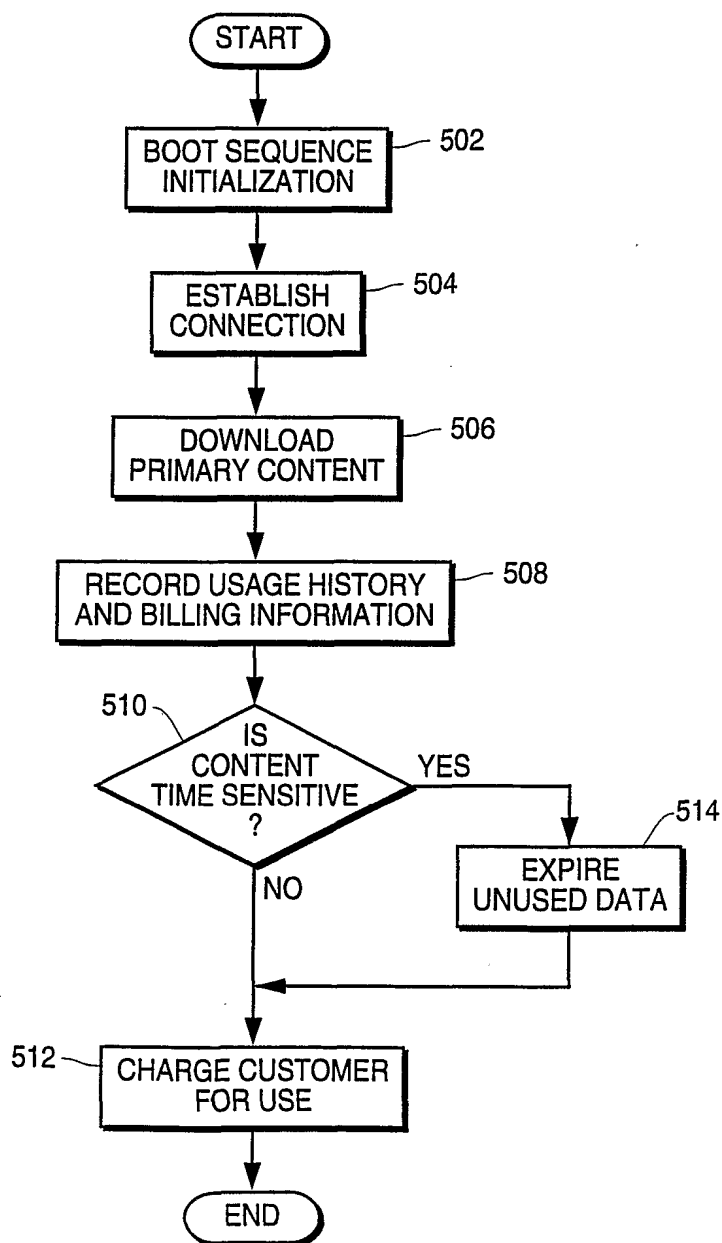 START
BOOT SEQUENCE
INITIALIZATION
502
ESTABLISH
CONNECTION
504
DOWNLOAD
PRIMARY CONTENT
506
RECORD USAGE HISTORY
AND BILLING INFORMATION
508
510
IS
CONTENT
TIME SENSITIVE
?
YES
NO
514
EXPIRE
UNUSED DATA
512
CHARGE CUSTOMER
FOR USE
END